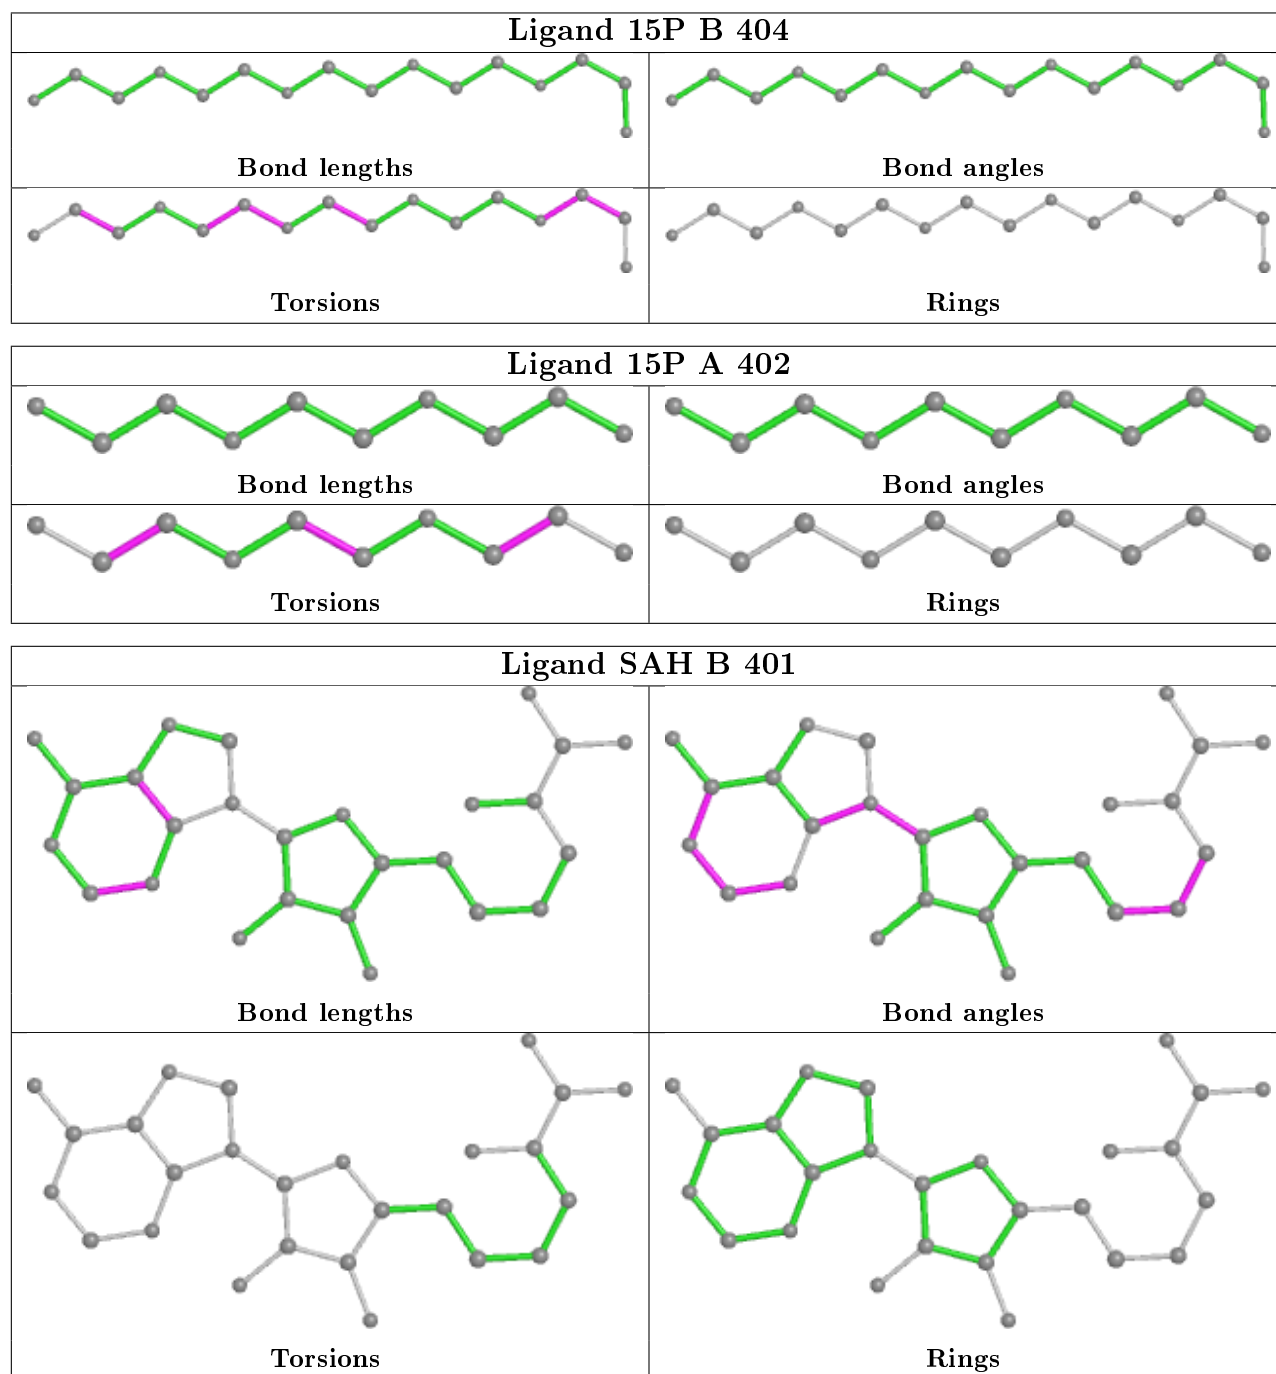 Ligand 15P B 404
Bond lengths
Bond angles
Torsions
Rings
Ligand 15P A 402
Bond lengths
Bond angles
Torsions
Rings
Ligand SAH B 401
Bond lengths
Bond angles
Torsions
Rings